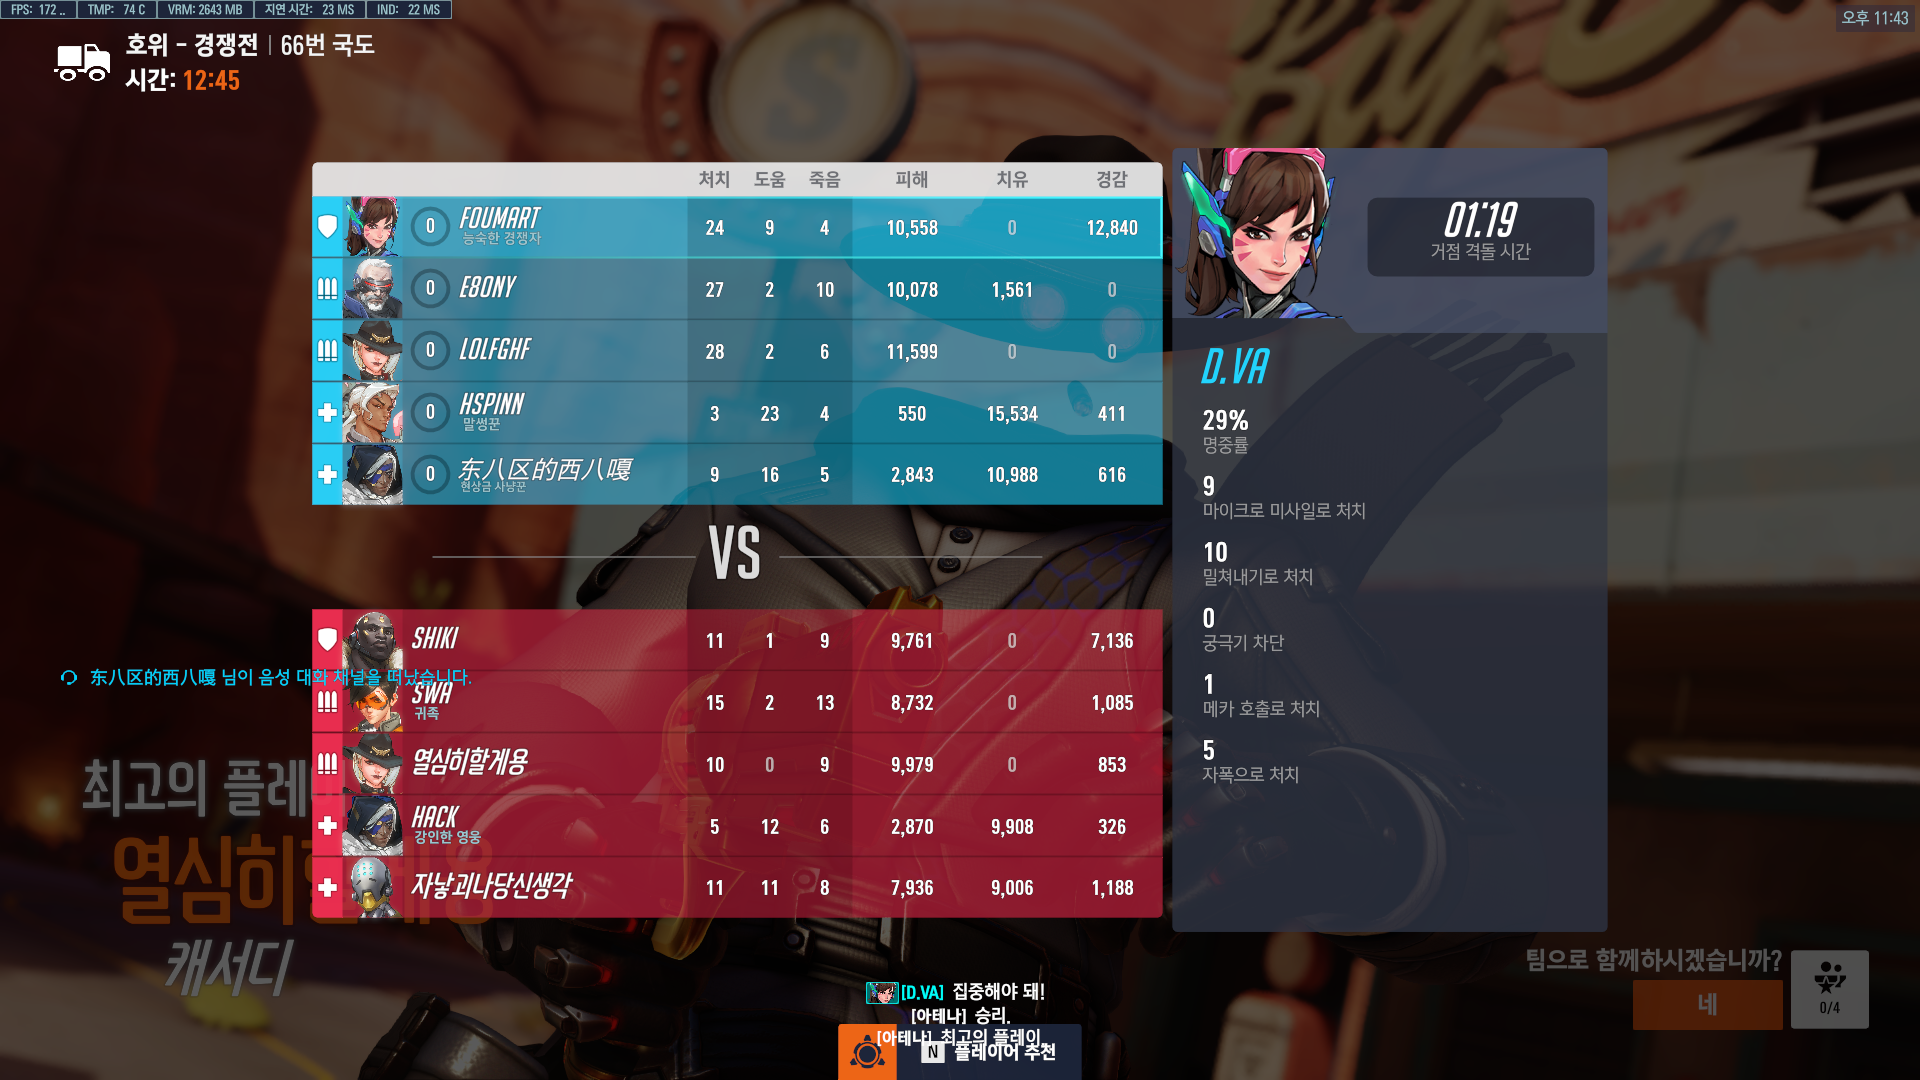 FPS: 172 .. TMP: 74 C VRM: 2643 MB 지연 시간: 23 MS IND: 22 MS
오후 11:43
호위 - 경쟁전 | 66번 국도
시간: 12:45
처치 도움 죽음 피해 치유 경감
0 FOUMART 24 9 4 10,558 0 12,840
능숙한 경쟁자
0 E8ONY 27 2 10 10,078 1,561 0
0 LOLFGHF 28 2 6 11,599 0 0
0 HSPINN 3 23 4 550 15,534 411
말썽꾼
0 东八区的西八嘎 9 16 5 2,843 10,988 616
현상금 사냥꾼
VS
SHIKI 11 1 9 9,761 0 7,136
东八区的西八嘎 님이 음성 대화 채널을 떠났습니다.
SWA 15 2 13 8,732 0 1,085
귀족
열심히할게용 10 0 9 9,979 0 853
HACK 5 12 6 2,870 9,908 326
강인한 영웅
자낳괴나당신생각 11 11 8 7,936 9,006 1,188
01:19
거점 격돌 시간
D.VA
29%
명중률
9
마이크로 미사일로 처치
10
밀쳐내기로 처치
0
궁극기 차단
1
메카 호출로 처치
5
자폭으로 처치
최고의 플레이
열심히할게용
캐서디
팀으로 함께하시겠습니까?
네
0/4
[D.VA] 집중해야 돼!
[아테나] 승리.
[아테나] 최고의 플레이.
N 플레이어 추천